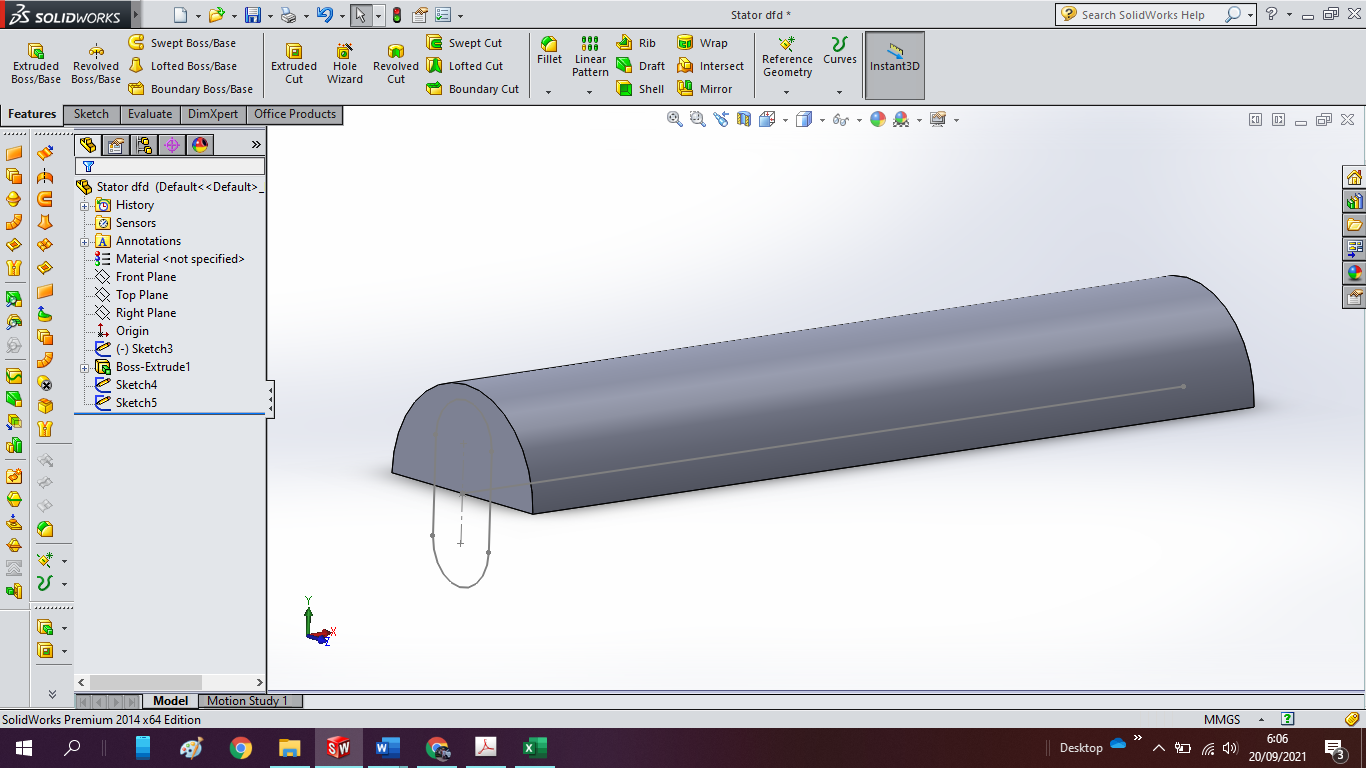 SOLIDWORKS
Stator dfd *
Search SolidWorks Help
Extruded Boss/Base
Revolved Boss/Base
Swept Boss/Base
Lofted Boss/Base
Boundary Boss/Base
Extruded Cut
Hole Wizard
Revolved Cut
Swept Cut
Lofted Cut
Boundary Cut
Fillet
Linear Pattern
Rib
Draft
Shell
Wrap
Intersect
Mirror
Reference Geometry
Curves
Instant3D
Features
Sketch
Evaluate
DimXpert
Office Products
Stator dfd (Default<<Default>_
History
Sensors
Annotations
Material <not specified>
Front Plane
Top Plane
Right Plane
Origin
(-) Sketch3
Boss-Extrude1
Sketch4
Sketch5
Y
X
Z
Model
Motion Study 1
SolidWorks Premium 2014 x64 Edition
MMGS
Desktop
6:06
20/09/2021
3